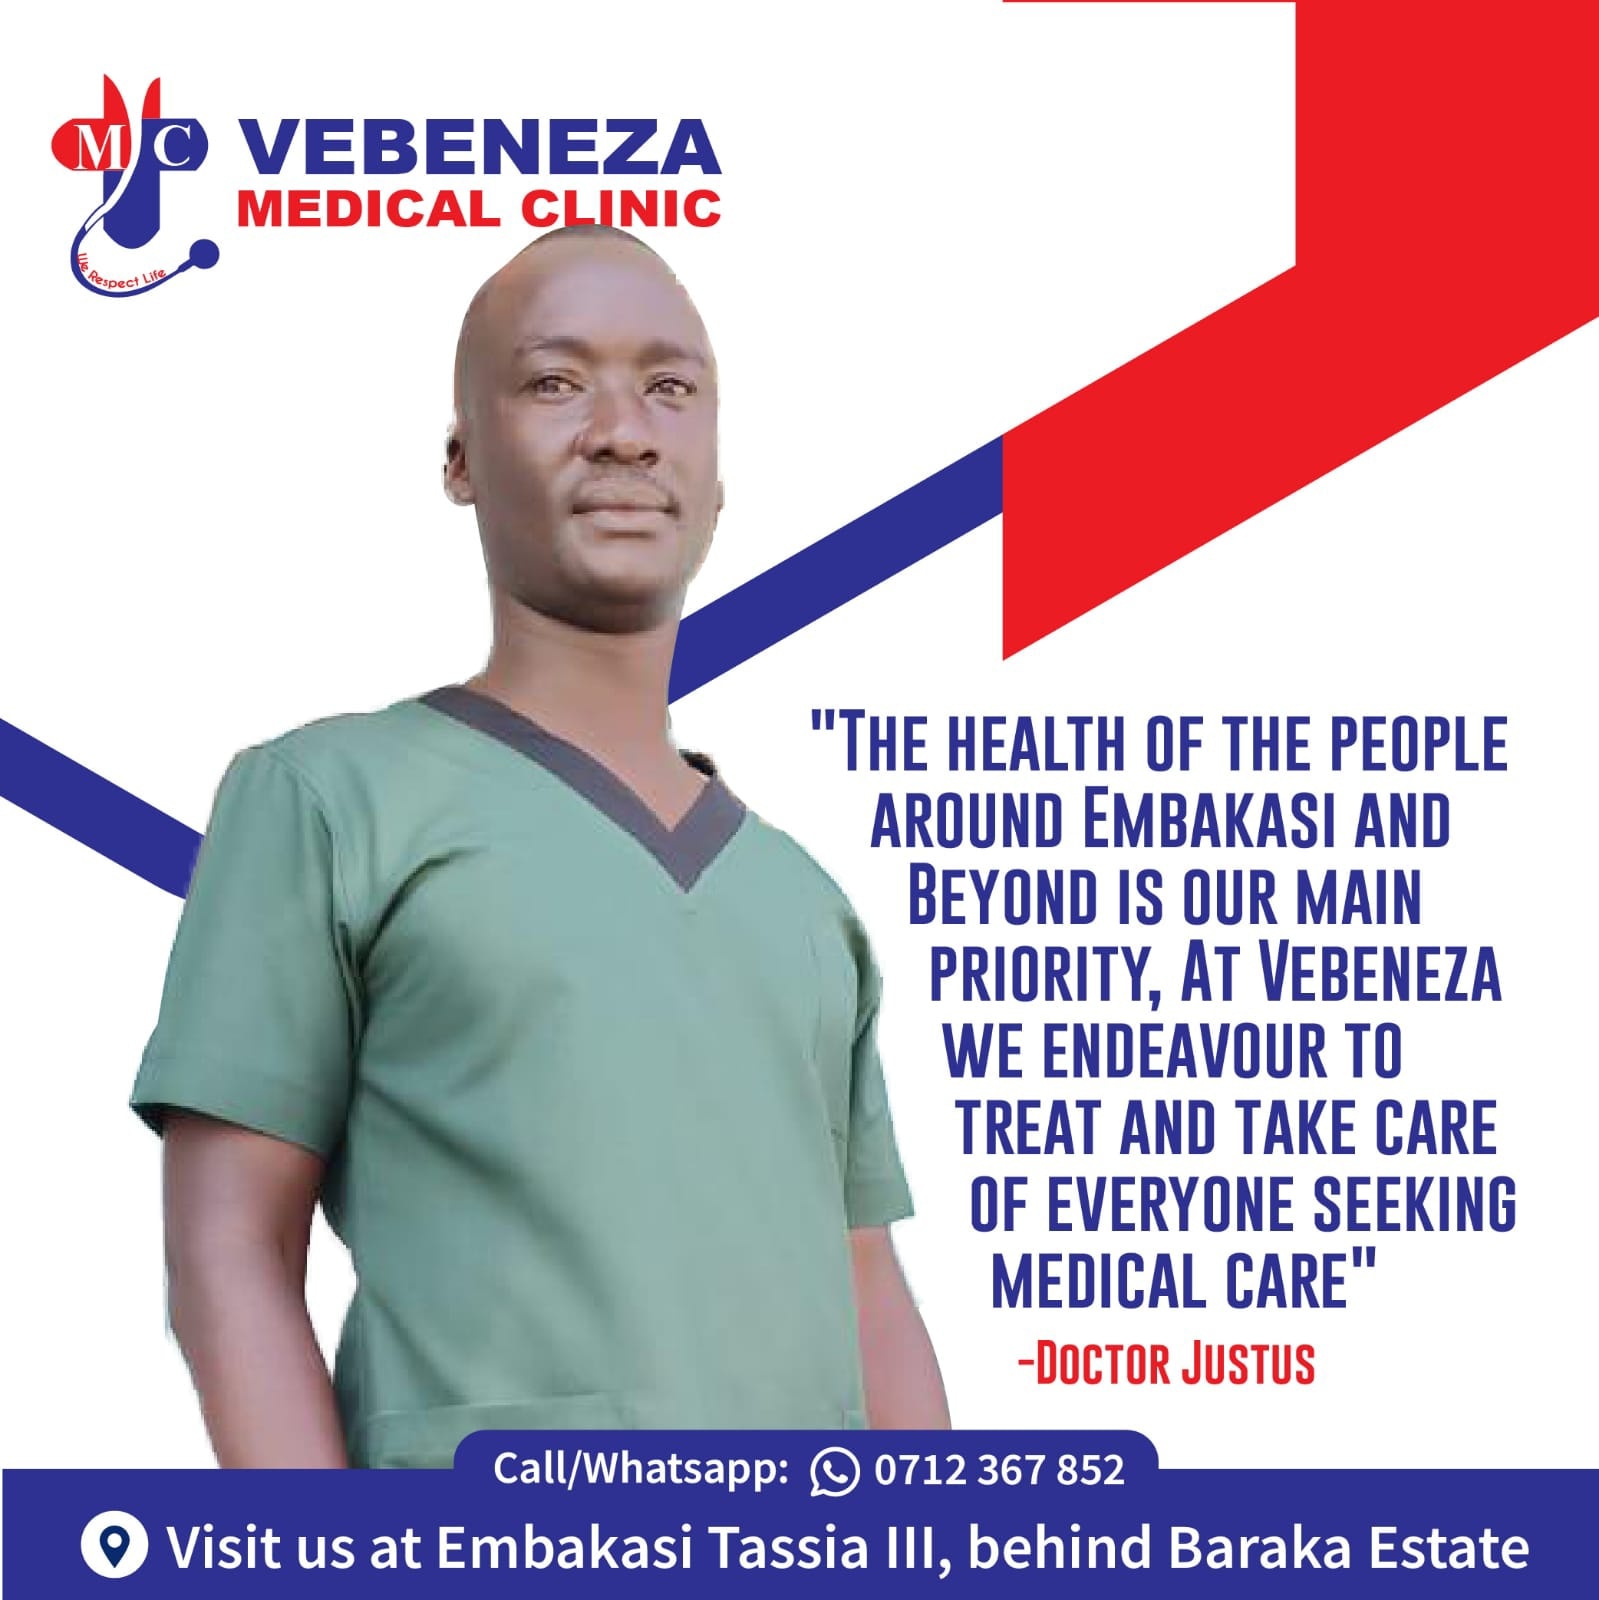 M C
We Respect Life
VEBENEZA
MEDICAL CLINIC
"The health of the people
around Embakasi and
Beyond is our main
priority, At Vebeneza
we endeavour to
treat and take care
of everyone seeking
medical care"
-Doctor Justus
Call/Whatsapp: 0712 367 852
Visit us at Embakasi Tassia III, behind Baraka Estate